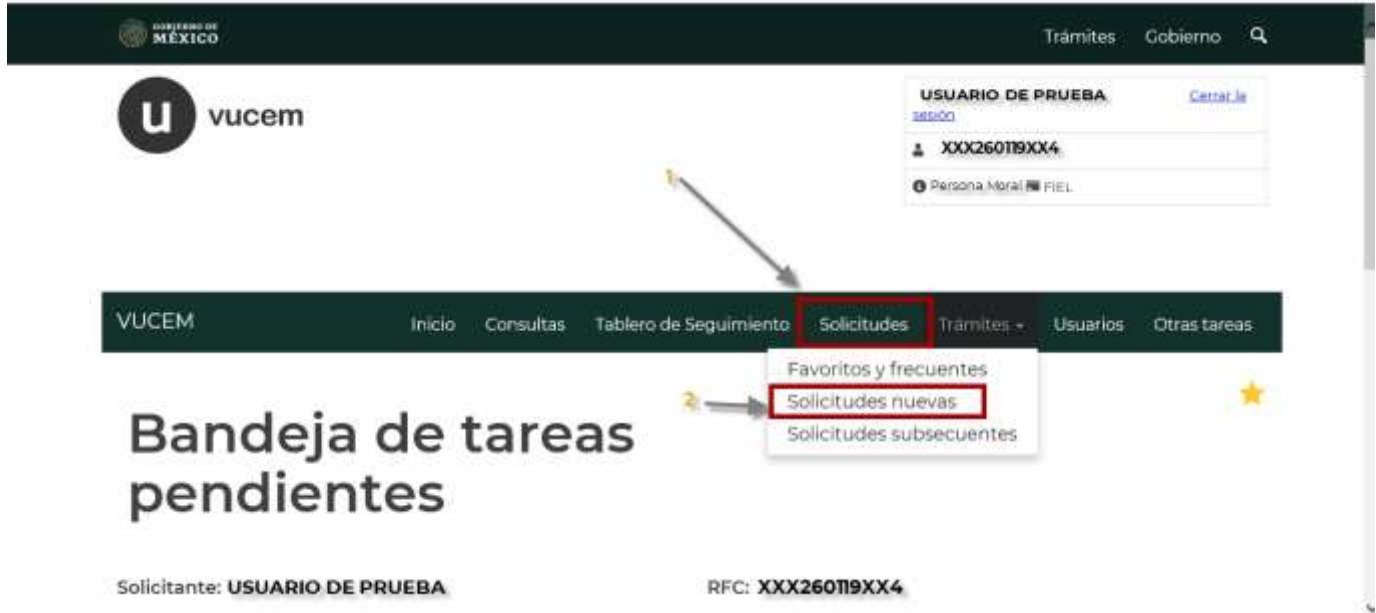 GOBIERNO DE
MÉXICO
Trámites Gobierno
u vucem
USUARIO DE PRUEBA Cerrar la
sesión
XXX260119XX4
Persona Moral FIEL
1
VUCEM Inicio Consultas Tablero de Seguimiento Solicitudes Trámites Usuarios Otras tareas
Favoritos y frecuentes
2 Solicitudes nuevas
Solicitudes subsecuentes
Bandeja de tareas
pendientes
Solicitante: USUARIO DE PRUEBA RFC: XXX260119XX4